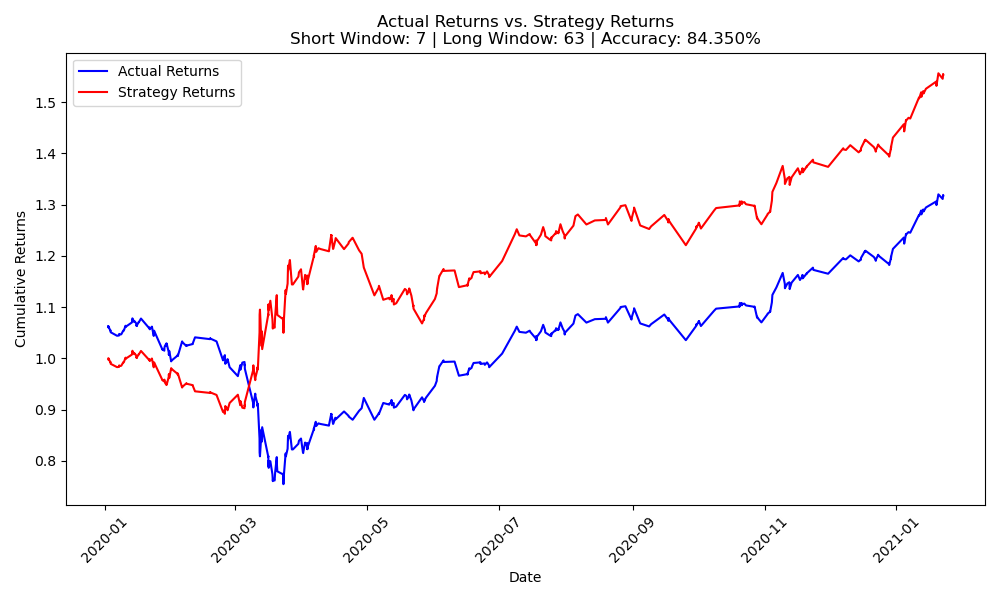 Actual Returns vs. Strategy Returns
Short Window: 7 | Long Window: 63 | Accuracy: 84.350%
Actual Returns
Strategy Returns
Cumulative Returns
1.5
1.4
1.3
1.2
1.1
1.0
0.9
0.8
2020-01
2020-03
2020-05
2020-07
2020-09
2020-11
2021-01
Date